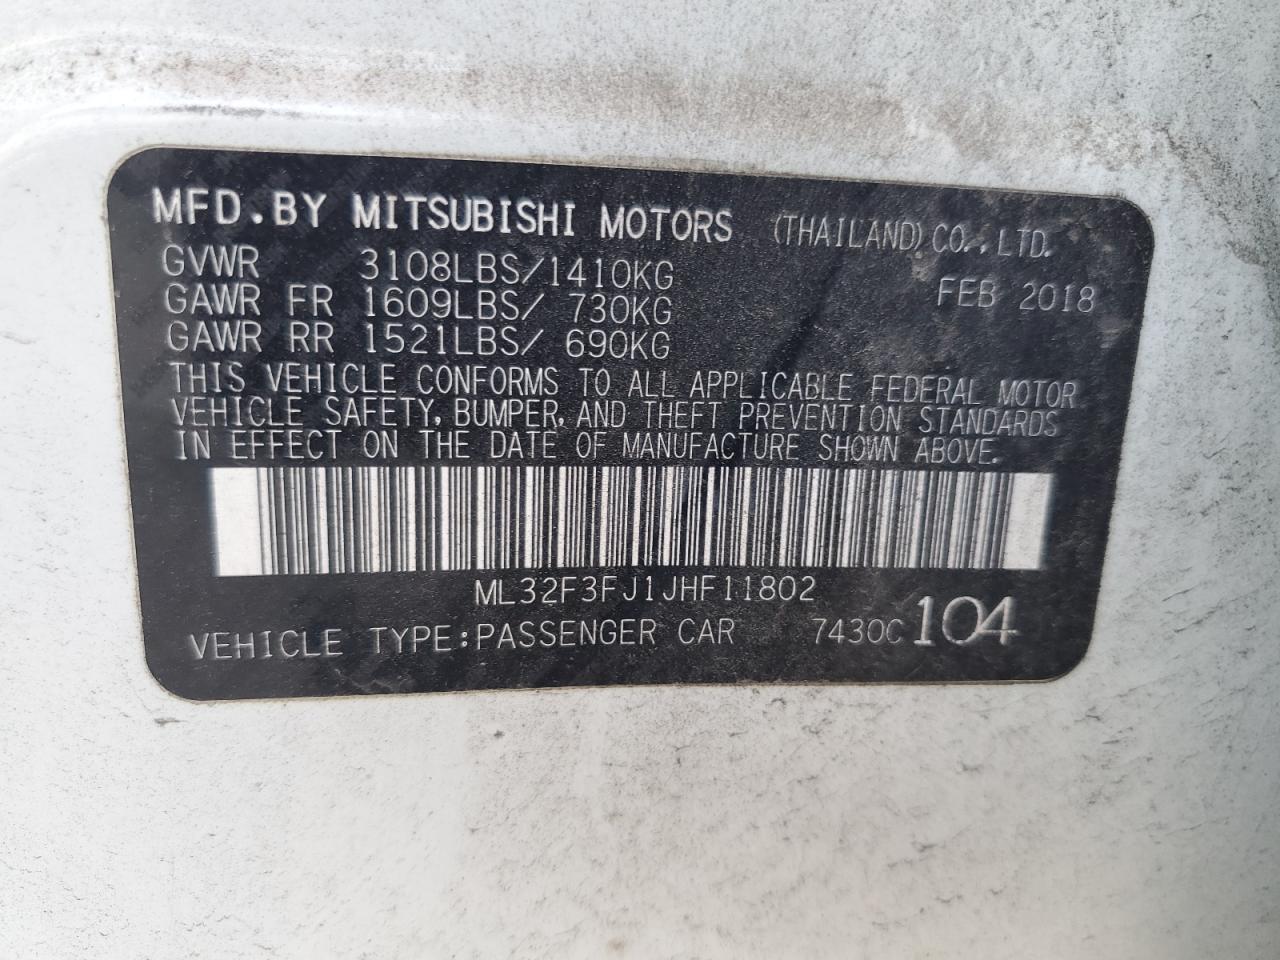 MFD.BY MITSUBISHI MOTORS (THAILAND) CO.,LTD.
GVWR 3108LBS/1410KG FEB 2018
GAWR FR 1609LBS/ 730KG
GAWR RR 1521LBS/ 690KG
THIS VEHICLE CONFORMS TO ALL APPLICABLE FEDERAL MOTOR
VEHICLE SAFETY, BUMPER, AND THEFT PREVENTION STANDARDS
IN EFFECT ON THE DATE OF MANUFACTURE SHOWN ABOVE.
ML32F3FJ1JHF11802
VEHICLE TYPE:PASSENGER CAR 7430C 104